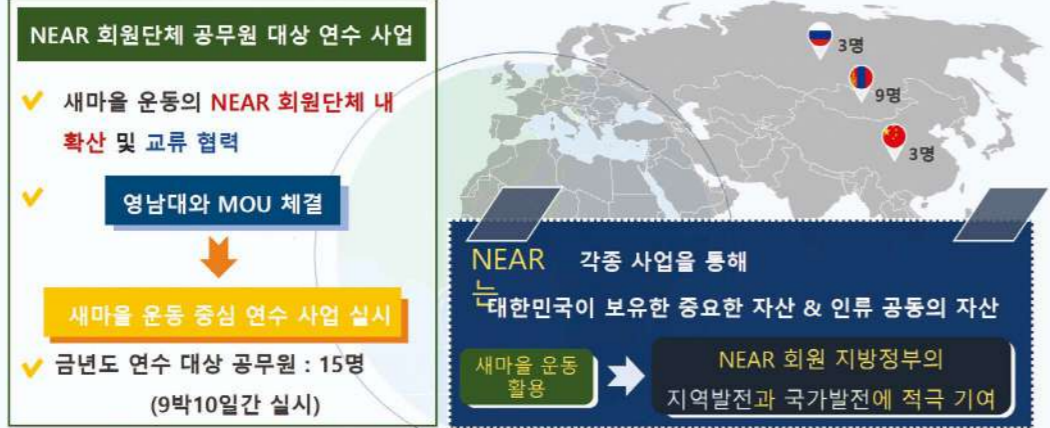 NEAR 회원단체 공무원 대상 연수 사업
새마을 운동의 NEAR 회원단체 내
확산 및 교류 협력
영남대와 MOU 체결
새마을 운동 중심 연수 사업 실시
금년도 연수 대상 공무원 : 15명
(9박10일간 실시)
3명
9명
3명
NEAR 각종 사업을 통해
는
대한민국이 보유한 중요한 자산 & 인류 공동의 자산
새마을 운동
활용
NEAR 회원 지방정부의
지역발전과 국가발전에 적극 기여